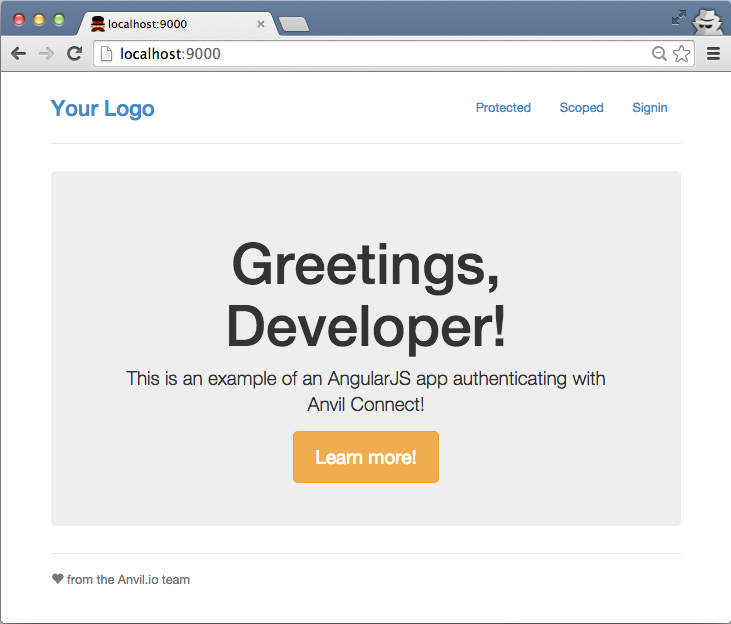 localhost:9000
localhost:9000
Your Logo
Protected Scoped Signin
Greetings,
Developer!
This is an example of an AngularJS app authenticating with
Anvil Connect!
Learn more!
from the Anvil.io team